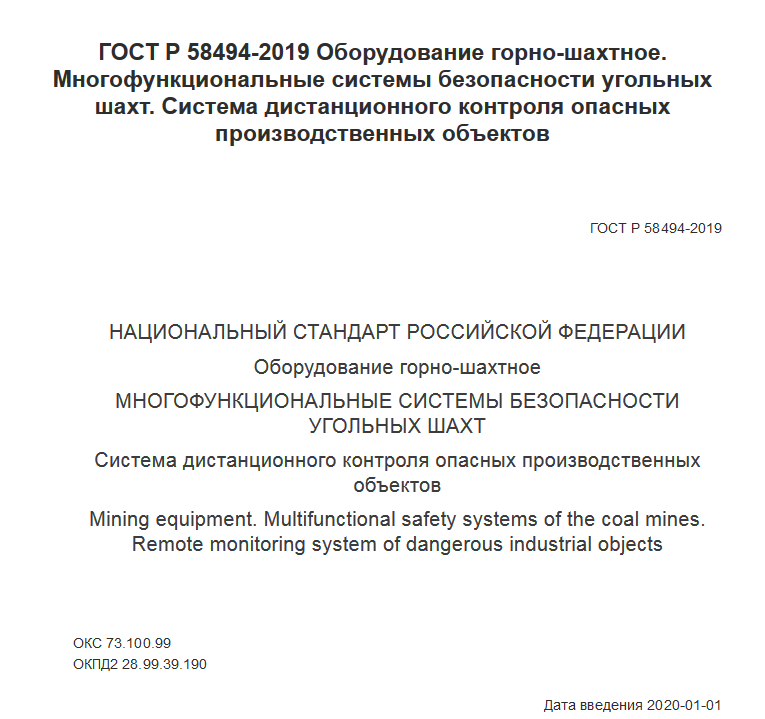 ГОСТ Р 58494-2019 Оборудование горно-шахтное.
Многофункциональные системы безопасности угольных
шахт. Система дистанционного контроля опасных
производственных объектов
ГОСТ Р 58494-2019
НАЦИОНАЛЬНЫЙ СТАНДАРТ РОССИЙСКОЙ ФЕДЕРАЦИИ
Оборудование горно-шахтное
МНОГОФУНКЦИОНАЛЬНЫЕ СИСТЕМЫ БЕЗОПАСНОСТИ
УГОЛЬНЫХ ШАХТ
Система дистанционного контроля опасных производственных
объектов
Mining equipment. Multifunctional safety systems of the coal mines.
Remote monitoring system of dangerous industrial objects
ОКС 73.100.99
ОКПД2 28.99.39.190
Дата введения 2020-01-01